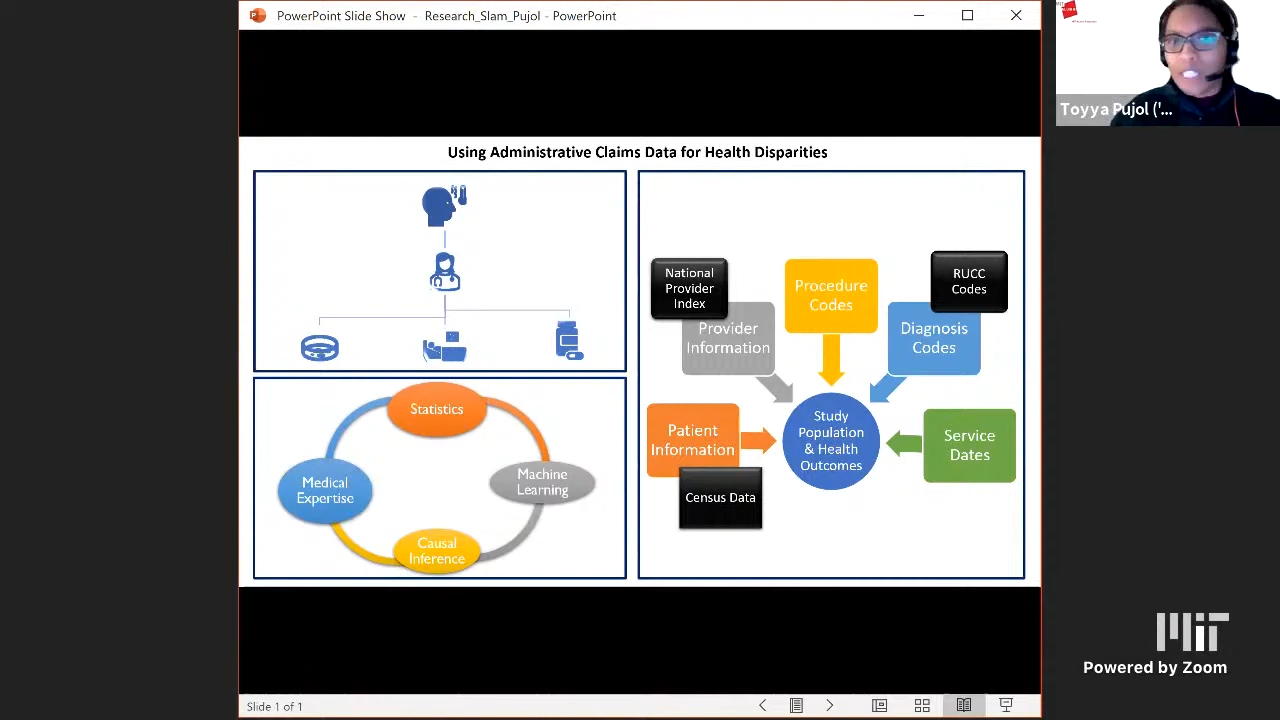 PowerPoint Slide Show - Research_Slam_Pujol - PowerPoint
Toyya Pujol ('...
Using Administrative Claims Data for Health Disparities
National
Provider
Index
Procedure
Codes
RUCC
Codes
Provider
Information
Diagnosis
Codes
Statistics
Medical
Expertise
Machine
Learning
Causal
Inference
Patient
Information
Study
Population
& Health
Outcomes
Service
Dates
Census Data
MIT
Powered by Zoom
Slide 1 of 1